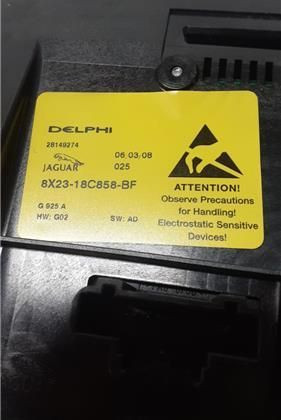 DELPHI
28149274
JAGUAR
06 03/08
025
8X23-18C858-BF
G 925 A
HW: G02 SW: AD
ATTENTION!
Observe Precautions
for Handling!
Electrostatic Sensitive
Devices!